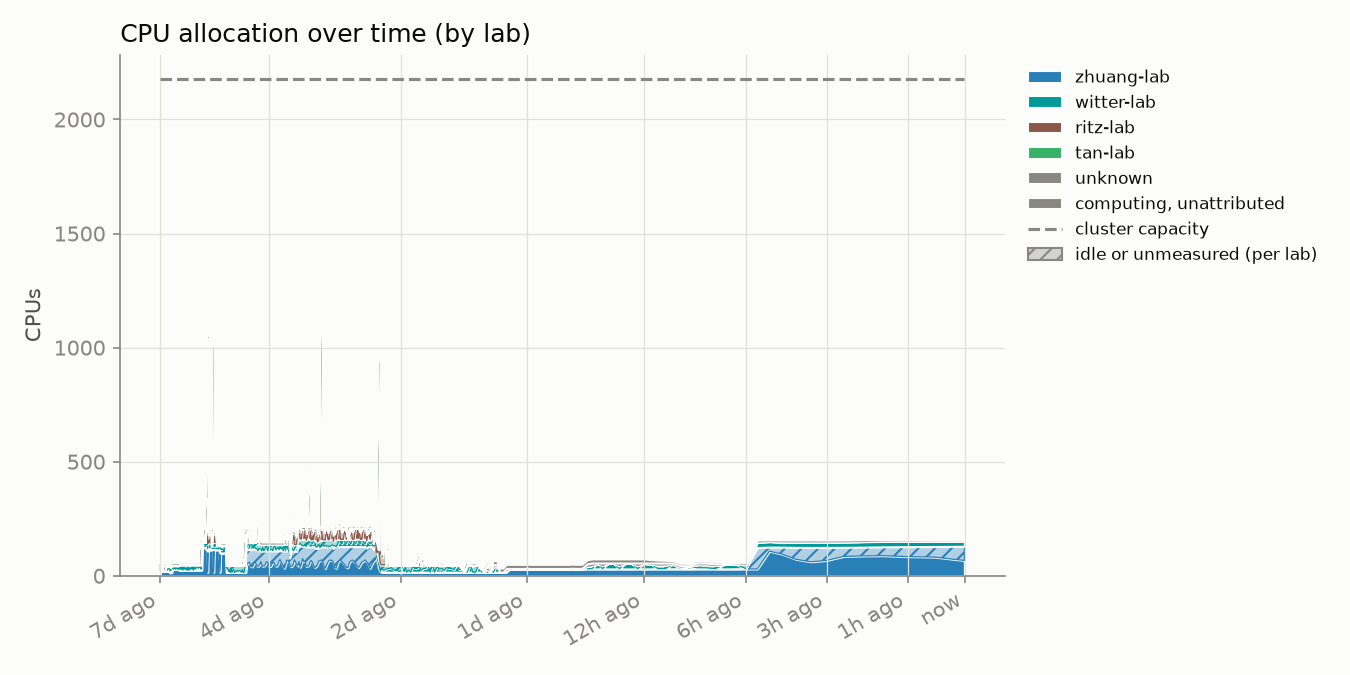 CPU allocation over time (by lab)
CPUs
2000
1500
1000
500
0
7d ago
4d ago
2d ago
1d ago
12h ago
6h ago
3h ago
1h ago
now
zhuang-lab
witter-lab
ritz-lab
tan-lab
unknown
computing, unattributed
cluster capacity
idle or unmeasured (per lab)